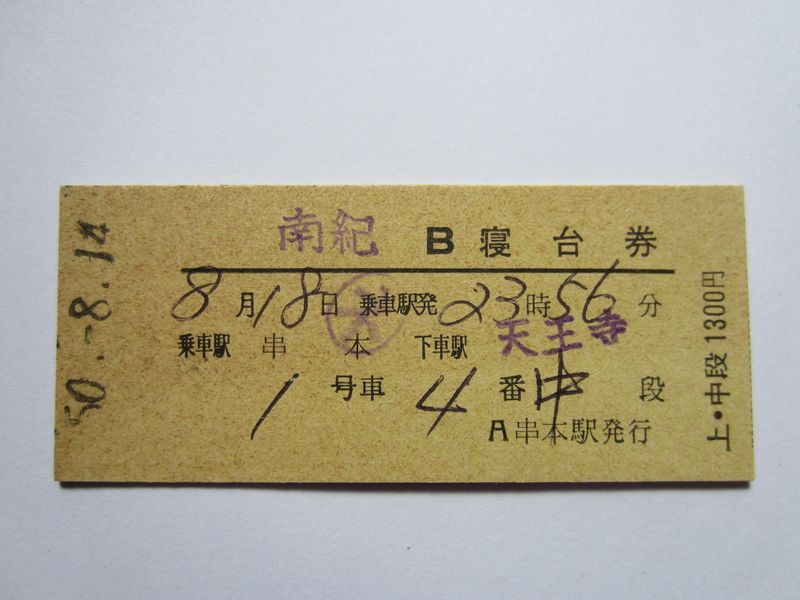 南紀 B寝台券
8月18日 乗車駅発 23時56分
乗車駅 串本 下車駅 天王寺
1号車 4番中段
A串本駅発行
上・中段1300円
50.-8.14